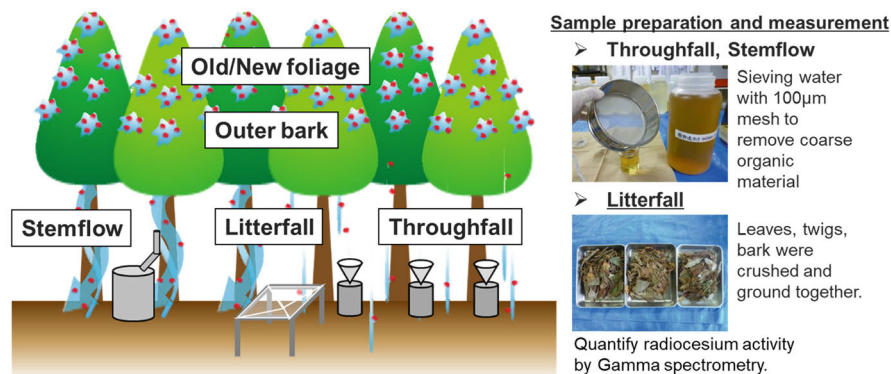 Old/New foliage
Outer bark
Stemflow
Litterfall
Throughfall
Sample preparation and measurement
➢ Throughfall, Stemflow
Sieving water
with 100µm
mesh to
remove coarse
organic
material
➢ Litterfall
Leaves, twigs,
bark were
crushed and
ground together.
Quantify radiocesium activity
by Gamma spectrometry.